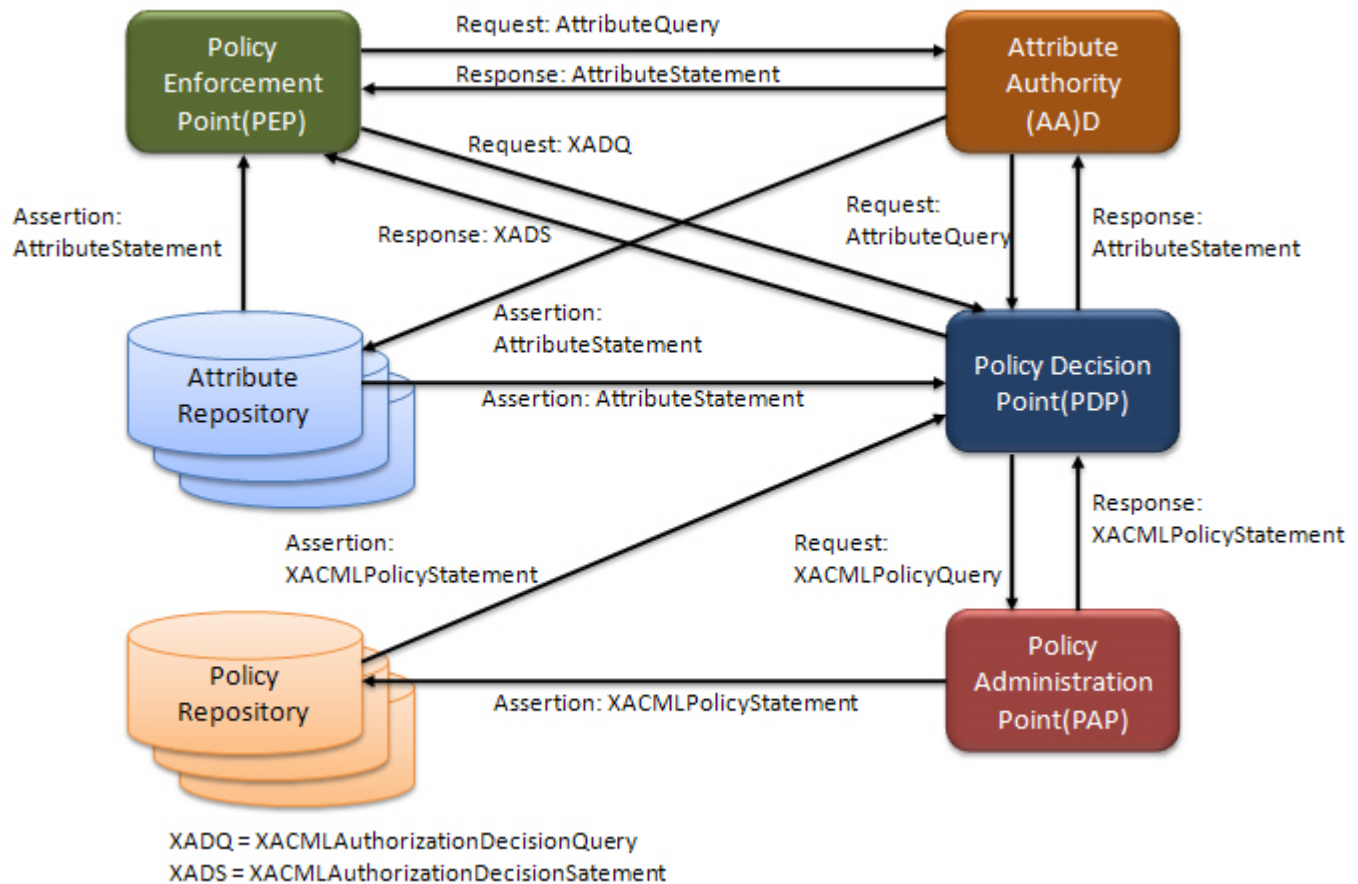 Policy
Enforcement
Point(PEP)
Request: AttributeQuery
Response: AttributeStatement
Attribute
Authority
(AA)D
Request: XADQ
Response: XADS
Assertion:
AttributeStatement
Request:
AttributeQuery
Response:
AttributeStatement
Attribute
Repository
Assertion:
AttributeStatement
Assertion: AttributeStatement
Policy Decision
Point(PDP)
Assertion:
XACMLPolicyStatement
Request:
XACMLPolicyQuery
Response:
XACMLPolicyStatement
Policy
Repository
Assertion: XACMLPolicyStatement
Policy
Administration
Point(PAP)
XADQ = XACMLAuthorizationDecisionQuery
XADS = XACMLAuthorizationDecisionSatement